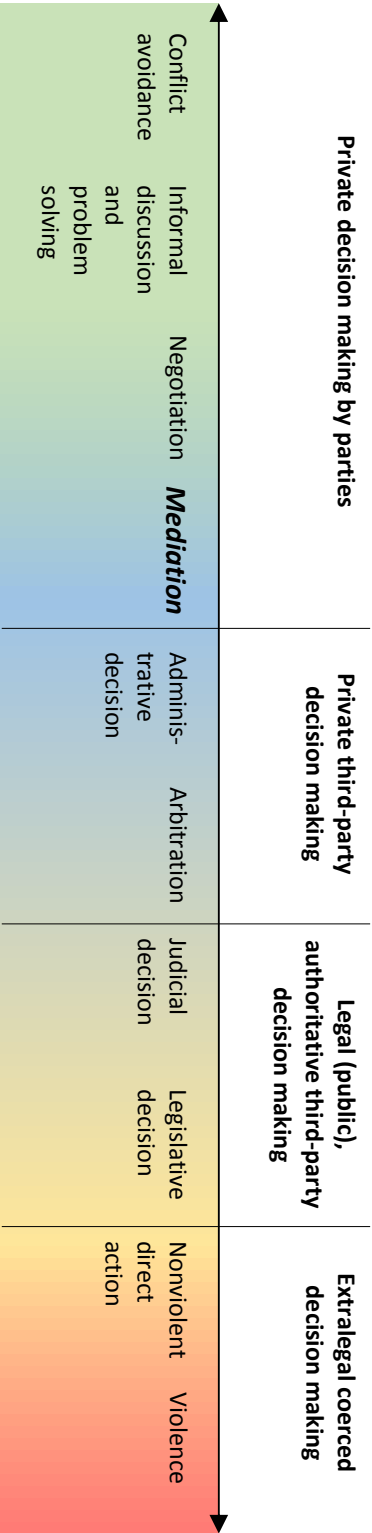 Private decision making by parties
Private third-party
decision making
Legal (public),
authoritative third-party
decision making
Extralegal coerced
decision making
Conflict
avoidance
Informal
discussion
and
problem
solving
Negotiation
Mediation
Adminis-
trative
decision
Arbitration
Judicial
decision
Legislative
decision
Nonviolent
direct
action
Violence